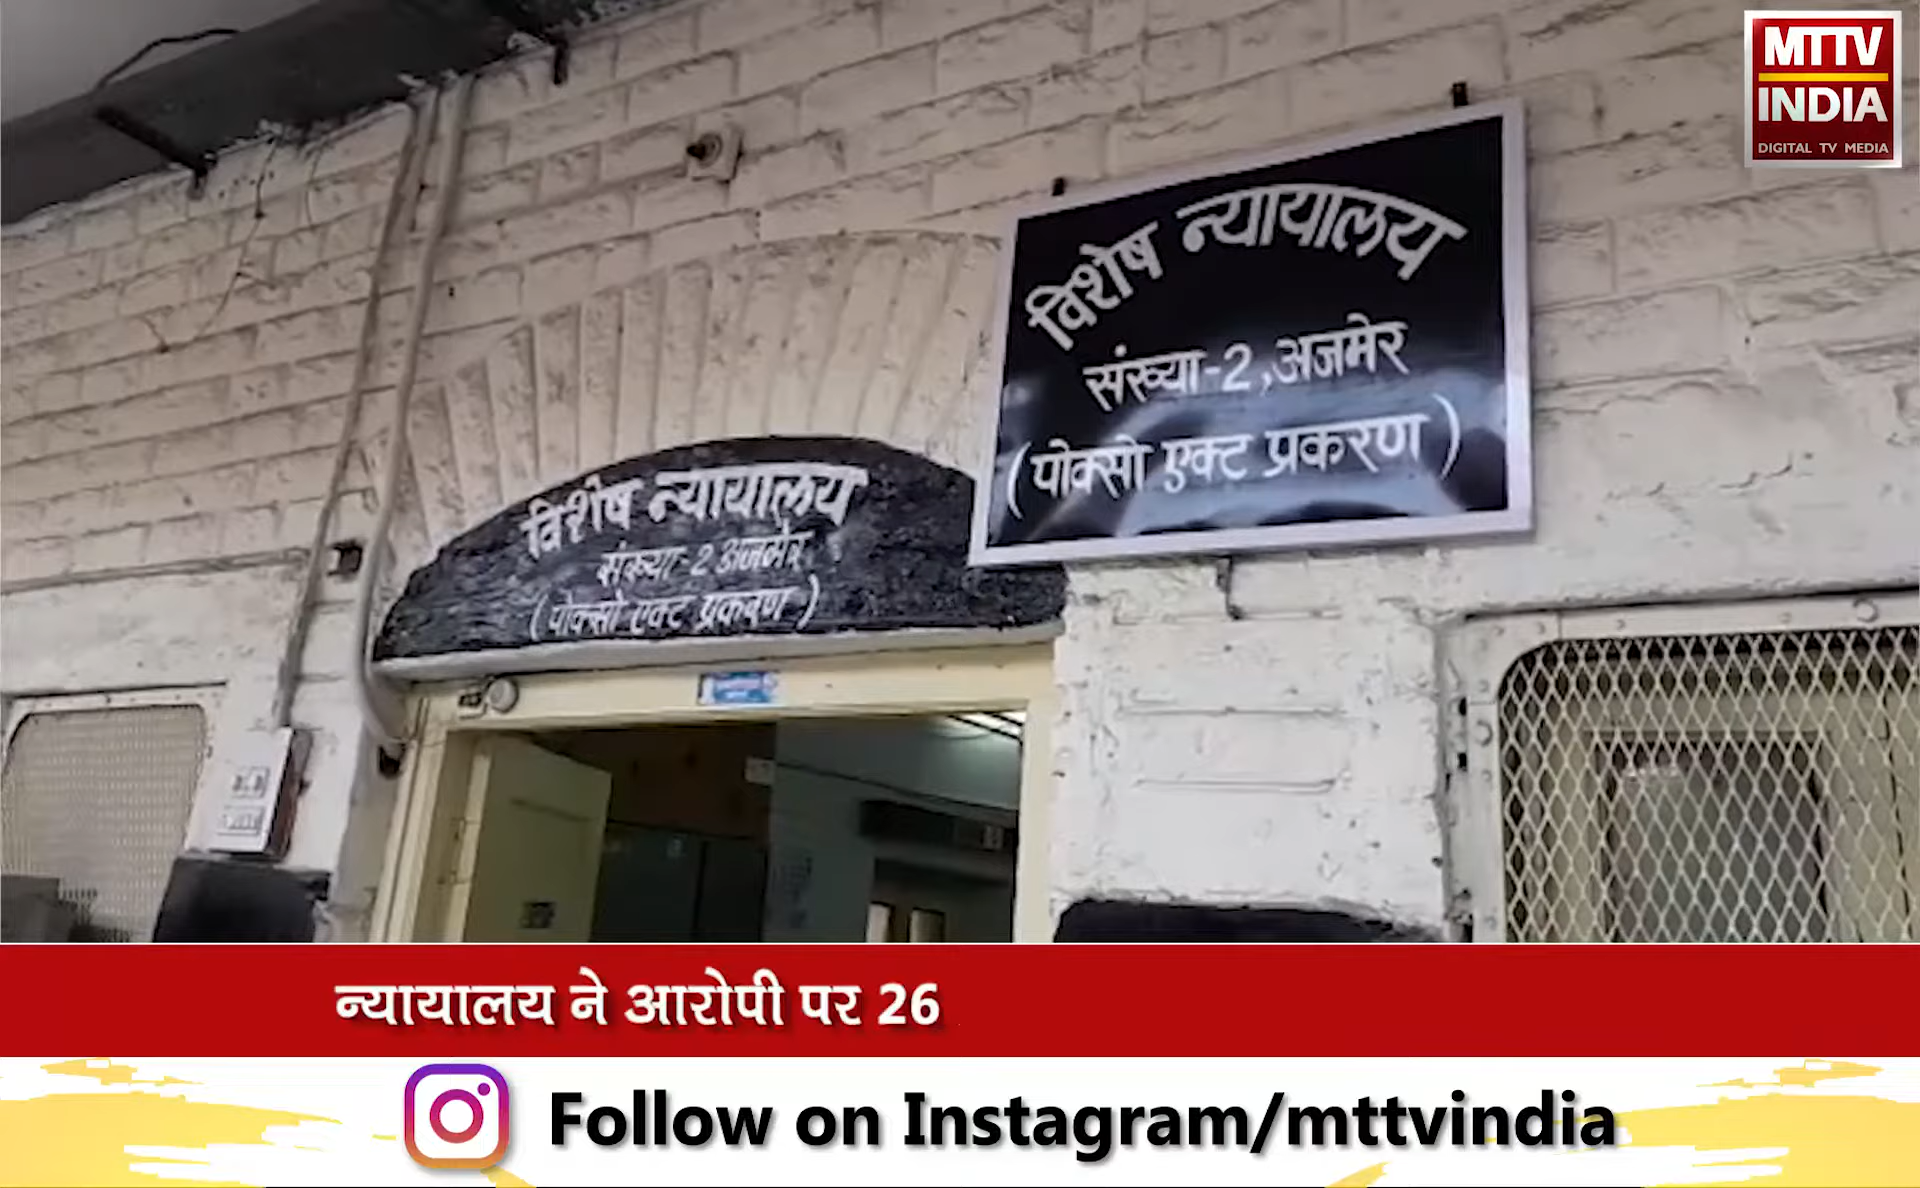 MTTV
INDIA
DIGITAL TV MEDIA
विशेष न्यायालय
संख्या-2,अजमेर
(पोक्सो एक्ट प्रकरण)
विशेष न्यायालय
संख्या-2 अजमेर
(पोक्सो एक्ट प्रकरण)
न्यायालय ने आरोपी पर 26
Follow on Instagram/mttvindia